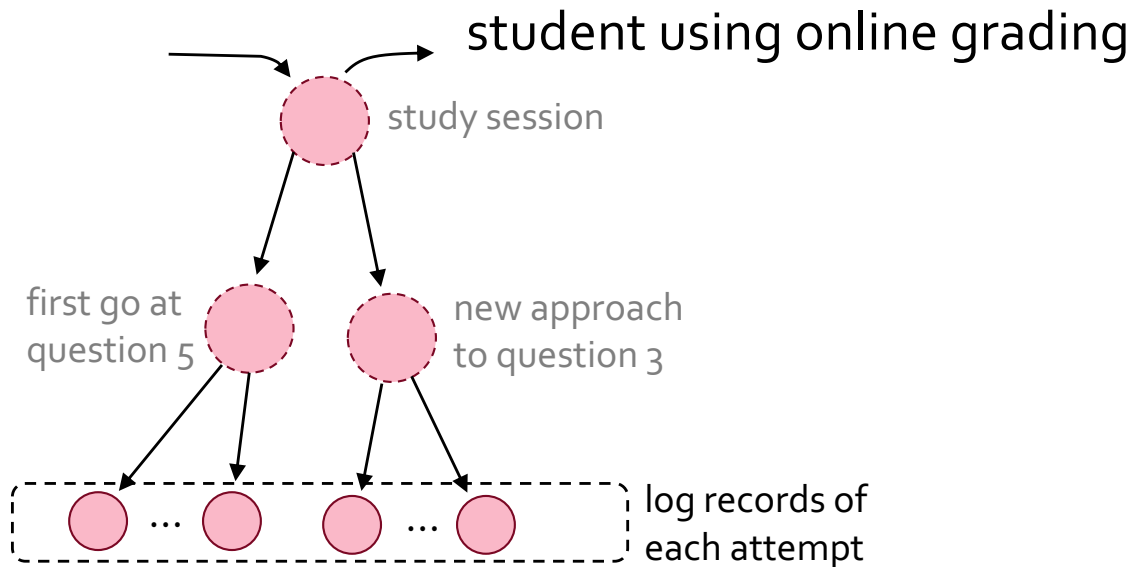 student using online grading
study session
first go at
question 5
new approach
to question 3
... ...
log records of
each attempt